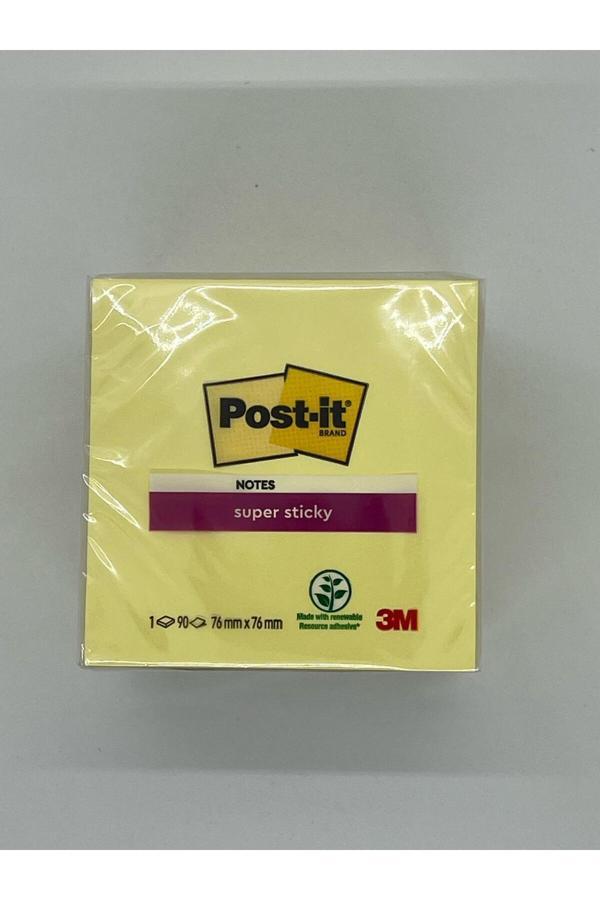 Post-it®
BRAND
NOTES
super sticky
1 90 76 mm x 76 mm
Made with renewable
Resource adhesive*
3M